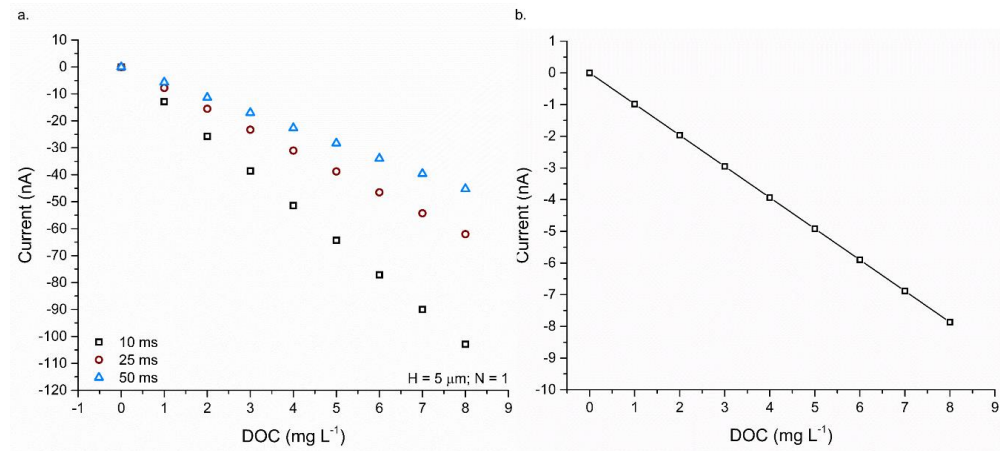 a.
10
0
-10
-20
-30
-40
-50
-60
-70
-80
-90
-100
-110
-120
Current (nA)
10 ms
25 ms
50 ms
H = 5 μm; N = 1
-1 0 1 2 3 4 5 6 7 8 9
DOC (mg L⁻¹)
b.
1
0
-1
-2
-3
-4
-5
-6
-7
-8
-9
-10
Current (nA)
0 1 2 3 4 5 6 7 8 9
DOC (mg L⁻¹)